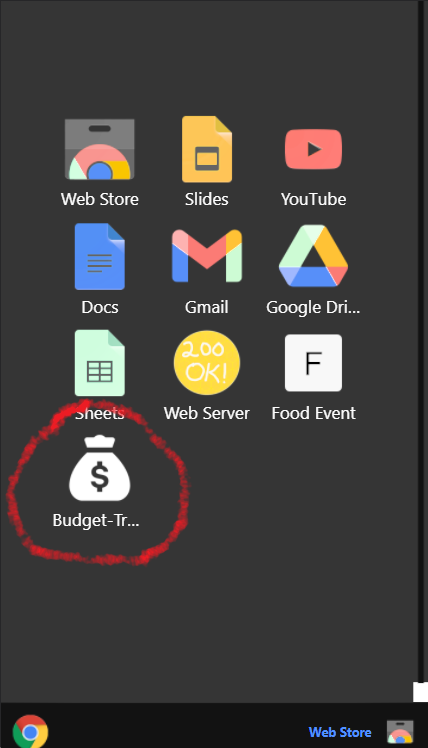 Web Store
Slides
YouTube
Docs
Gmail
Google Dri...
Sheets
200
OK!
Web Server
F
Food Event
$
Budget-Tr...
Web Store